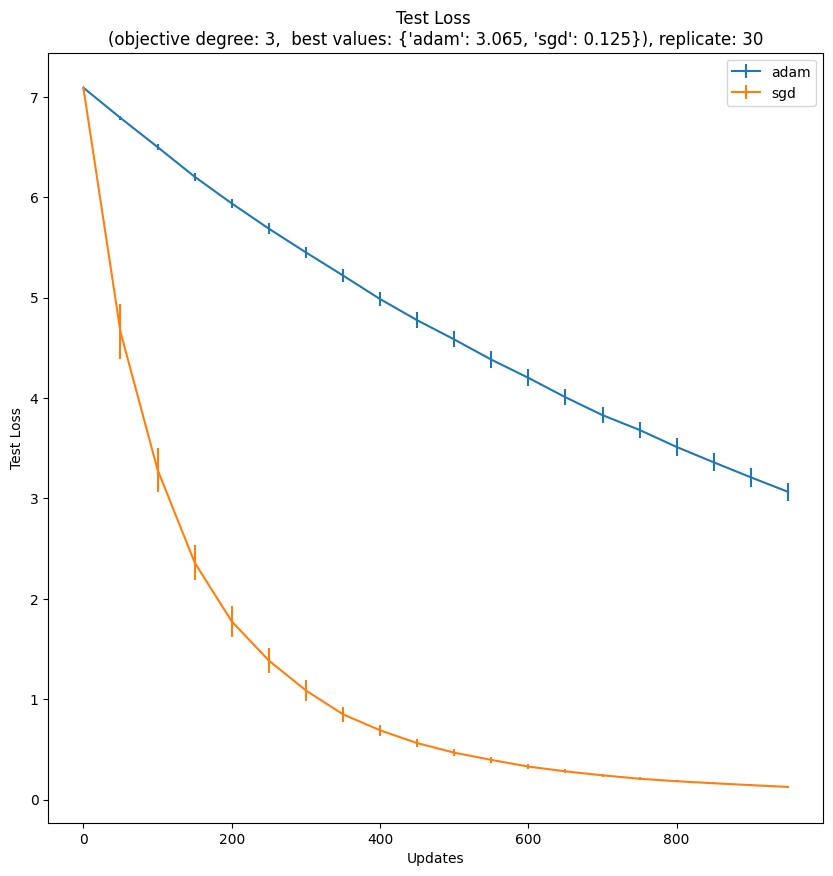 Test Loss
(objective degree: 3,  best values: {'adam': 3.065, 'sgd': 0.125}), replicate: 30
adam
sgd
7
6
5
4
3
2
1
0
Test Loss
0
200
400
600
800
Updates